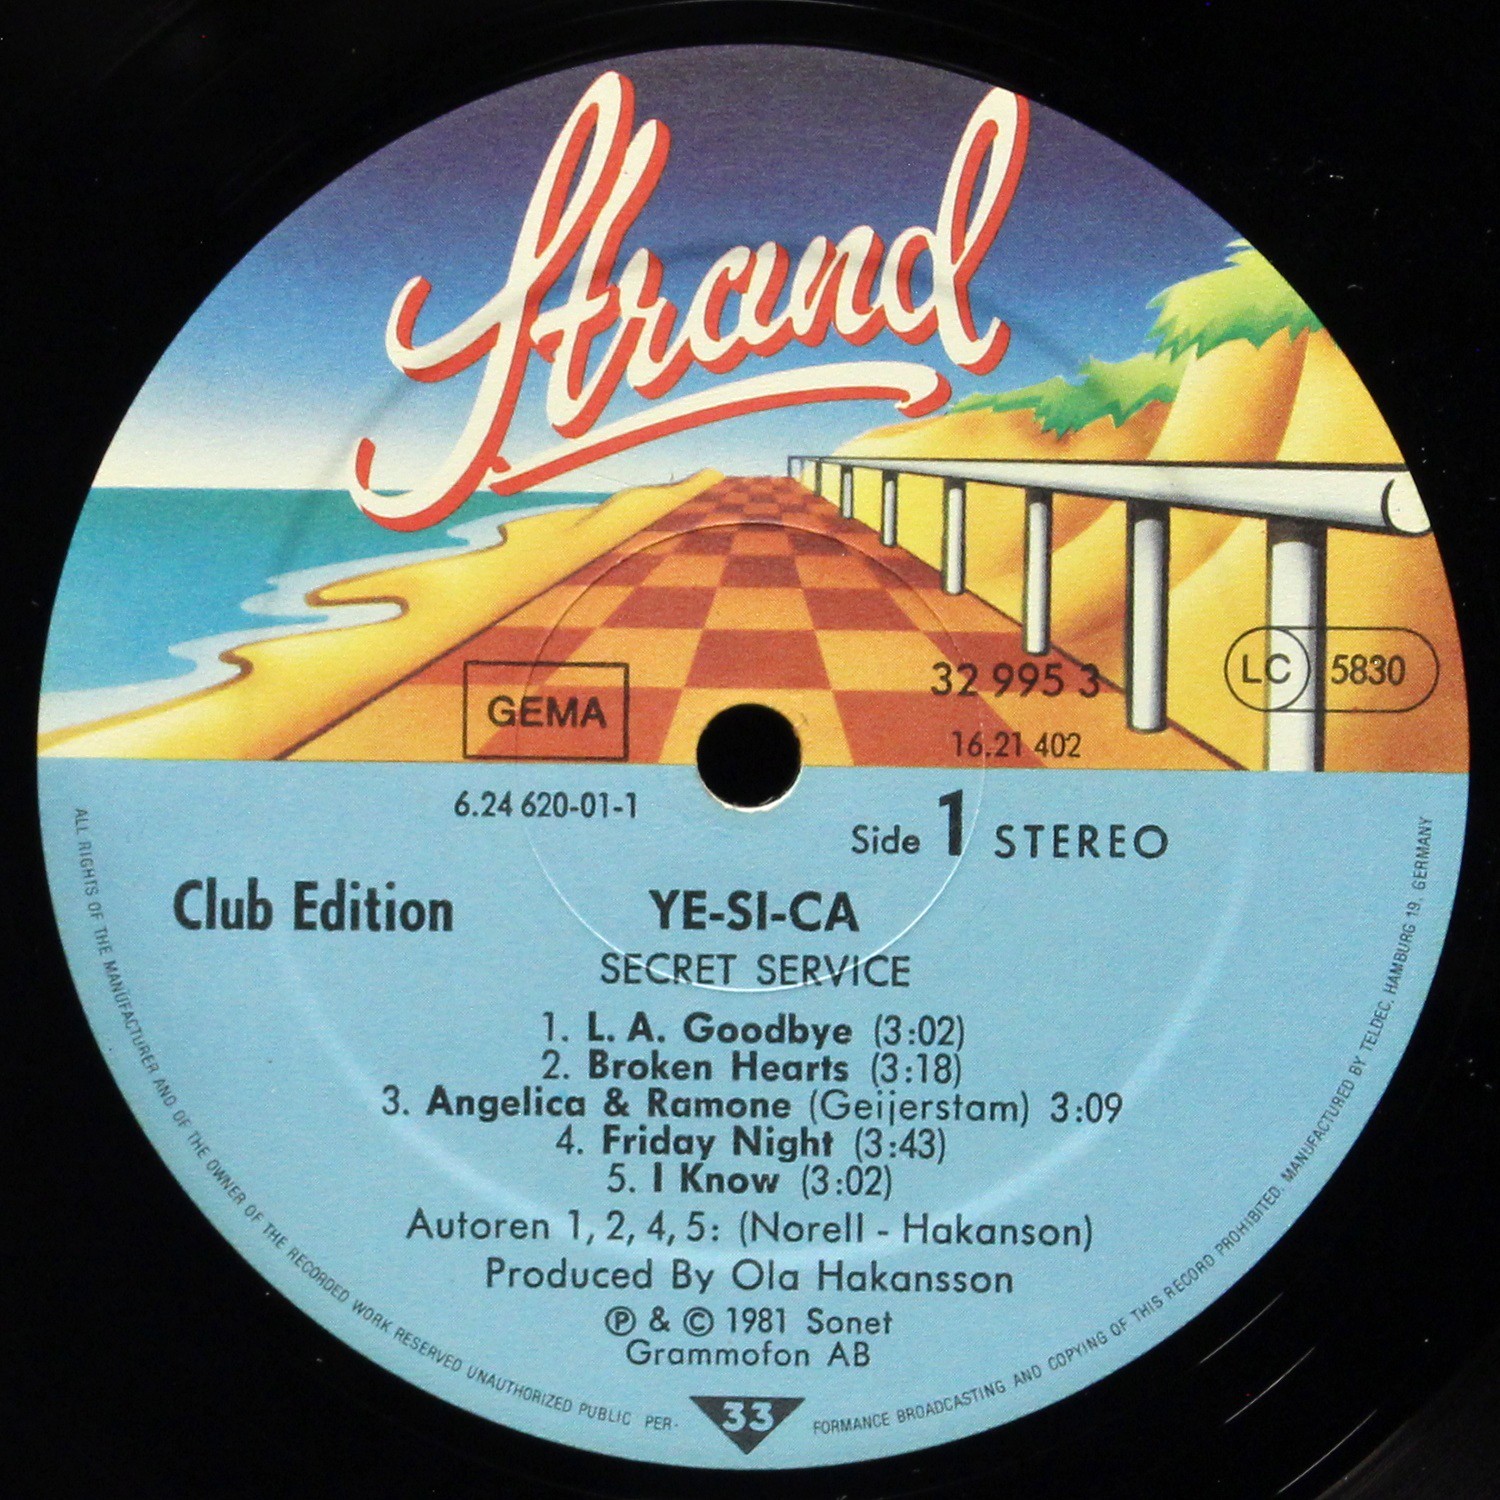 Strand
GEMA
32 995 3
16.21 402
LC 5830
6.24 620-01-1
Side 1 STEREO
Club Edition
YE-SI-CA
SECRET SERVICE
1. L. A. Goodbye (3:02)
2. Broken Hearts (3:18)
3. Angelica & Ramone (Geijerstam) 3:09
4. Friday Night (3:43)
5. I Know (3:02)
Autoren 1, 2, 4, 5: (Norell - Hakanson)
Produced By Ola Hakansson
Ⓟ & © 1981 Sonet
Grammofon AB
33
ALL RIGHTS OF THE MANUFACTURER AND OF THE OWNER OF THE RECORDED WORK RESERVED UNAUTHORIZED PUBLIC PER-
FORMANCE BROADCASTING AND COPYING OF THIS RECORD PROHIBITED. MANUFACTURED BY TELDEC. HAMBURG 19, GERMANY